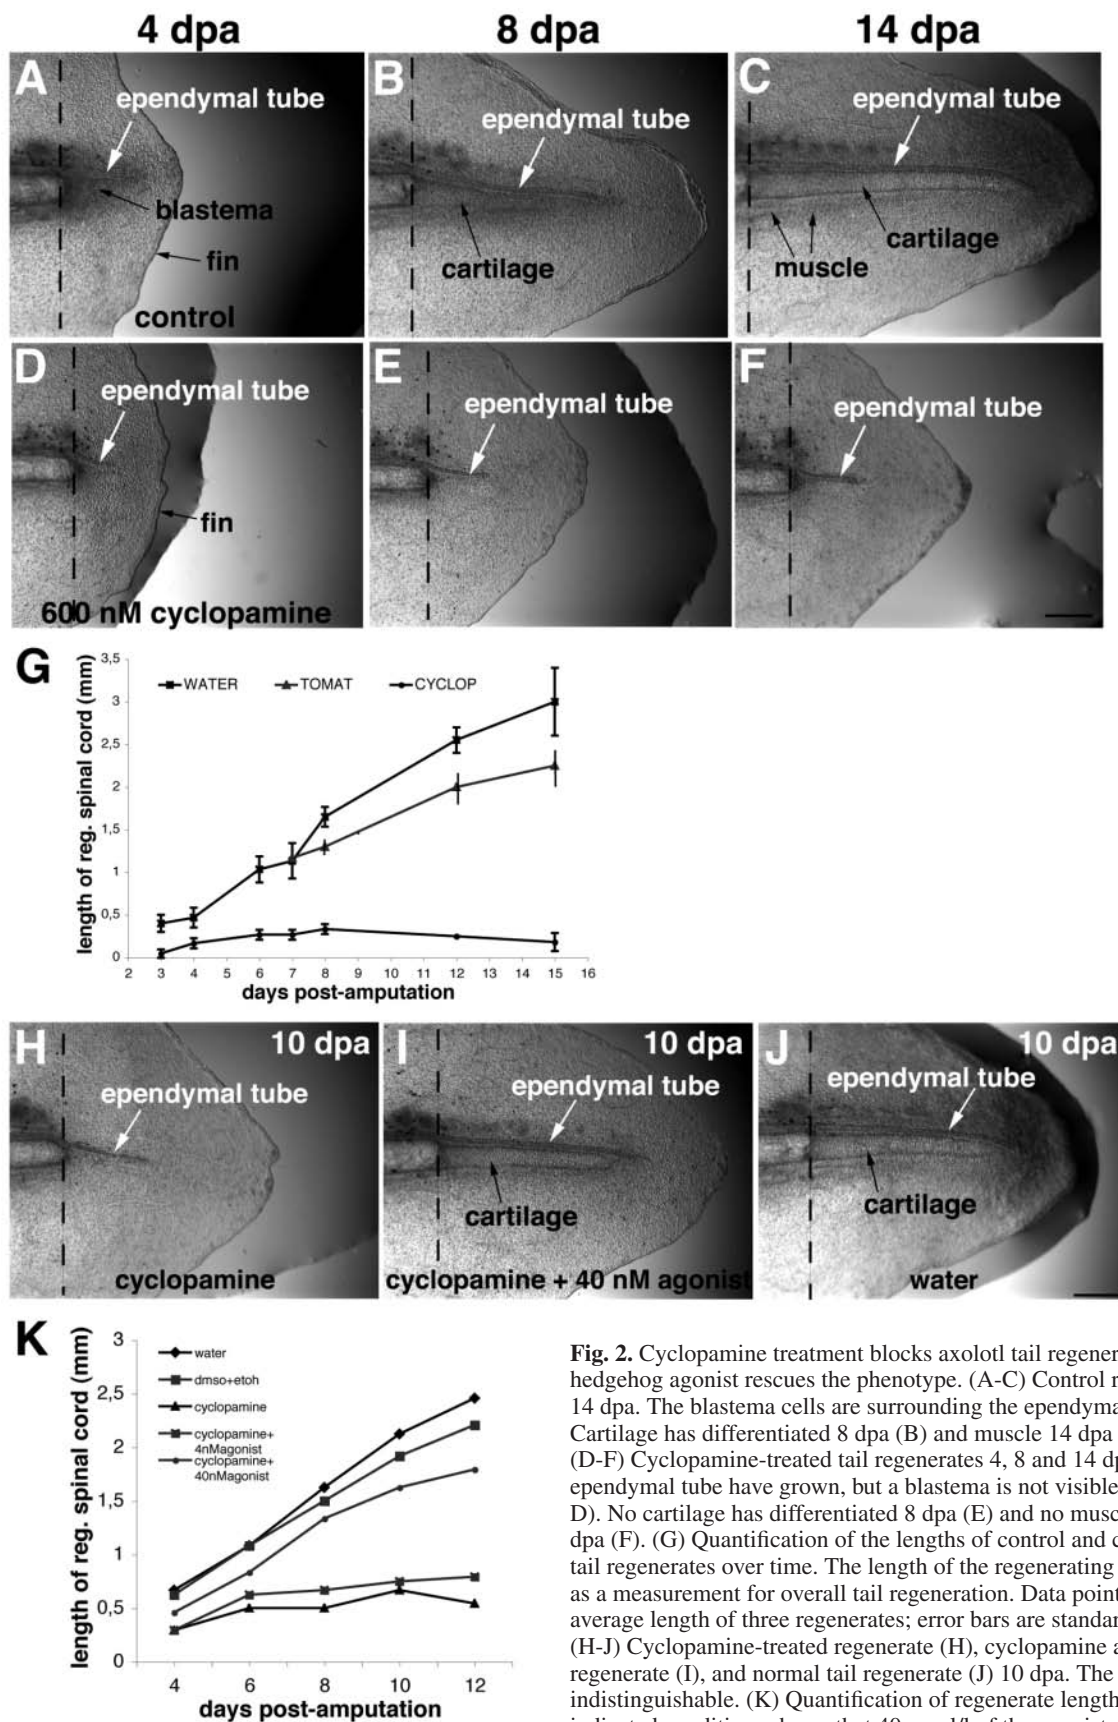 4 dpa
8 dpa
14 dpa
A
ependymal tube
blastema
fin
control
B
ependymal tube
cartilage
C
ependymal tube
cartilage
muscle
D
ependymal tube
fin
600 nM cyclopamine
E
ependymal tube
F
ependymal tube
G
length of reg. spinal cord (mm)
3,5
3
2,5
2
1,5
1
0,5
0
WATER TOMAT CYCLOP
2 3 4 5 6 7 8 9 10 11 12 13 14 15 16
days post-amputation
H
10 dpa
ependymal tube
cyclopamine
I
10 dpa
ependymal tube
cartilage
cyclopamine + 40 nM agonist
J
10 dpa
ependymal tube
cartilage
water
K
length of reg. spinal cord (mm)
3
2,5
2
1,5
1
0,5
0
water
dmso+etoh
cyclopamine
cyclopamine+
4nMagonist
cyclopamine+
40nMagonist
4 6 8 10 12
days post-amputation
Fig. 2. Cyclopamine treatment blocks axolotl tail regener
hedgehog agonist rescues the phenotype. (A-C) Control r
14 dpa. The blastema cells are surrounding the ependyma
Cartilage has differentiated 8 dpa (B) and muscle 14 dpa
(D-F) Cyclopamine-treated tail regenerates 4, 8 and 14 dp
ependymal tube have grown, but a blastema is not visible
D). No cartilage has differentiated 8 dpa (E) and no musc
dpa (F). (G) Quantification of the lengths of control and c
tail regenerates over time. The length of the regenerating
as a measurement for overall tail regeneration. Data point
average length of three regenerates; error bars are standar
(H-J) Cyclopamine-treated regenerate (H), cyclopamine a
regenerate (I), and normal tail regenerate (J) 10 dpa. The
indistinguishable. (K) Quantification of regenerate length